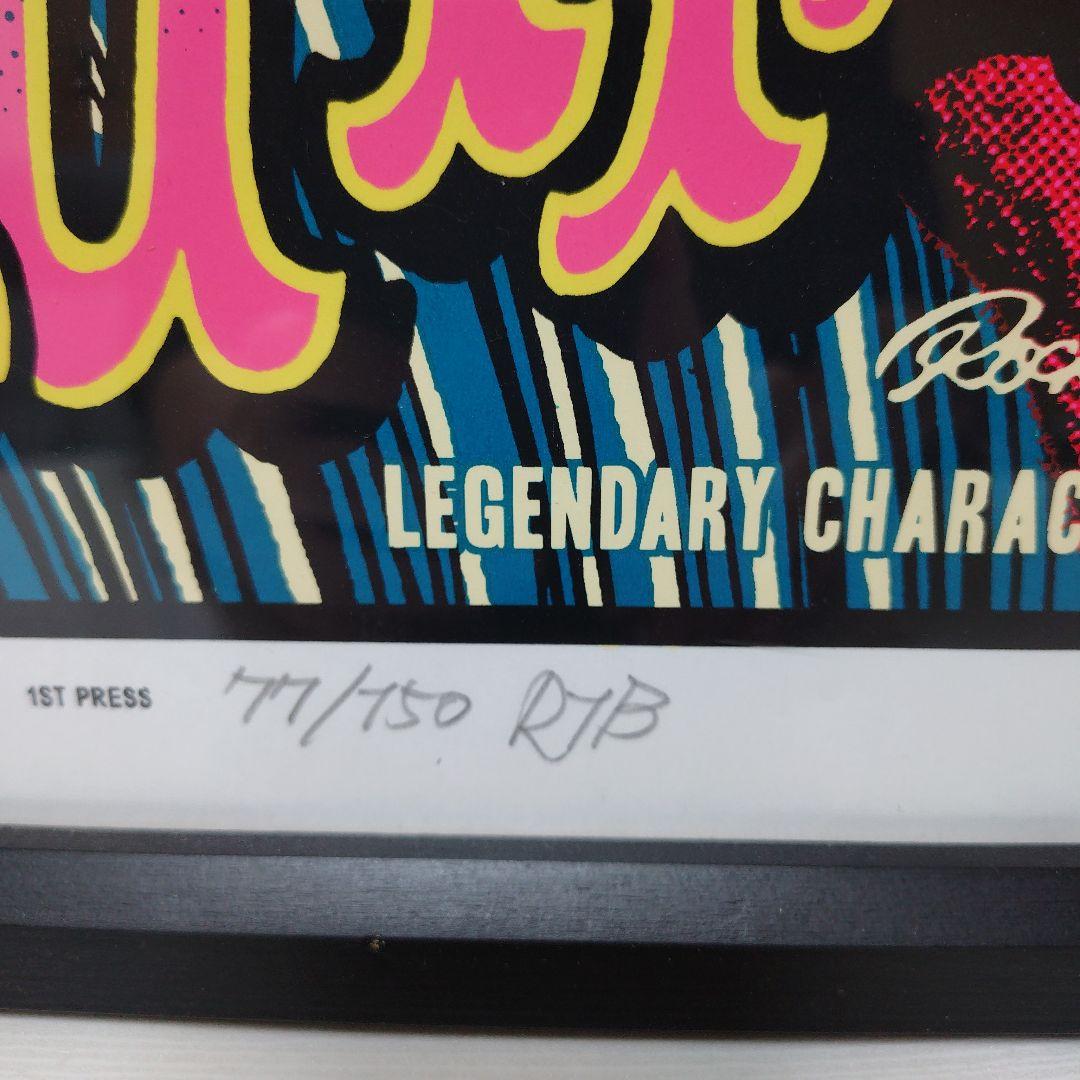 LEGENDARY CHARAC
1ST PRESS 77/150 RJB